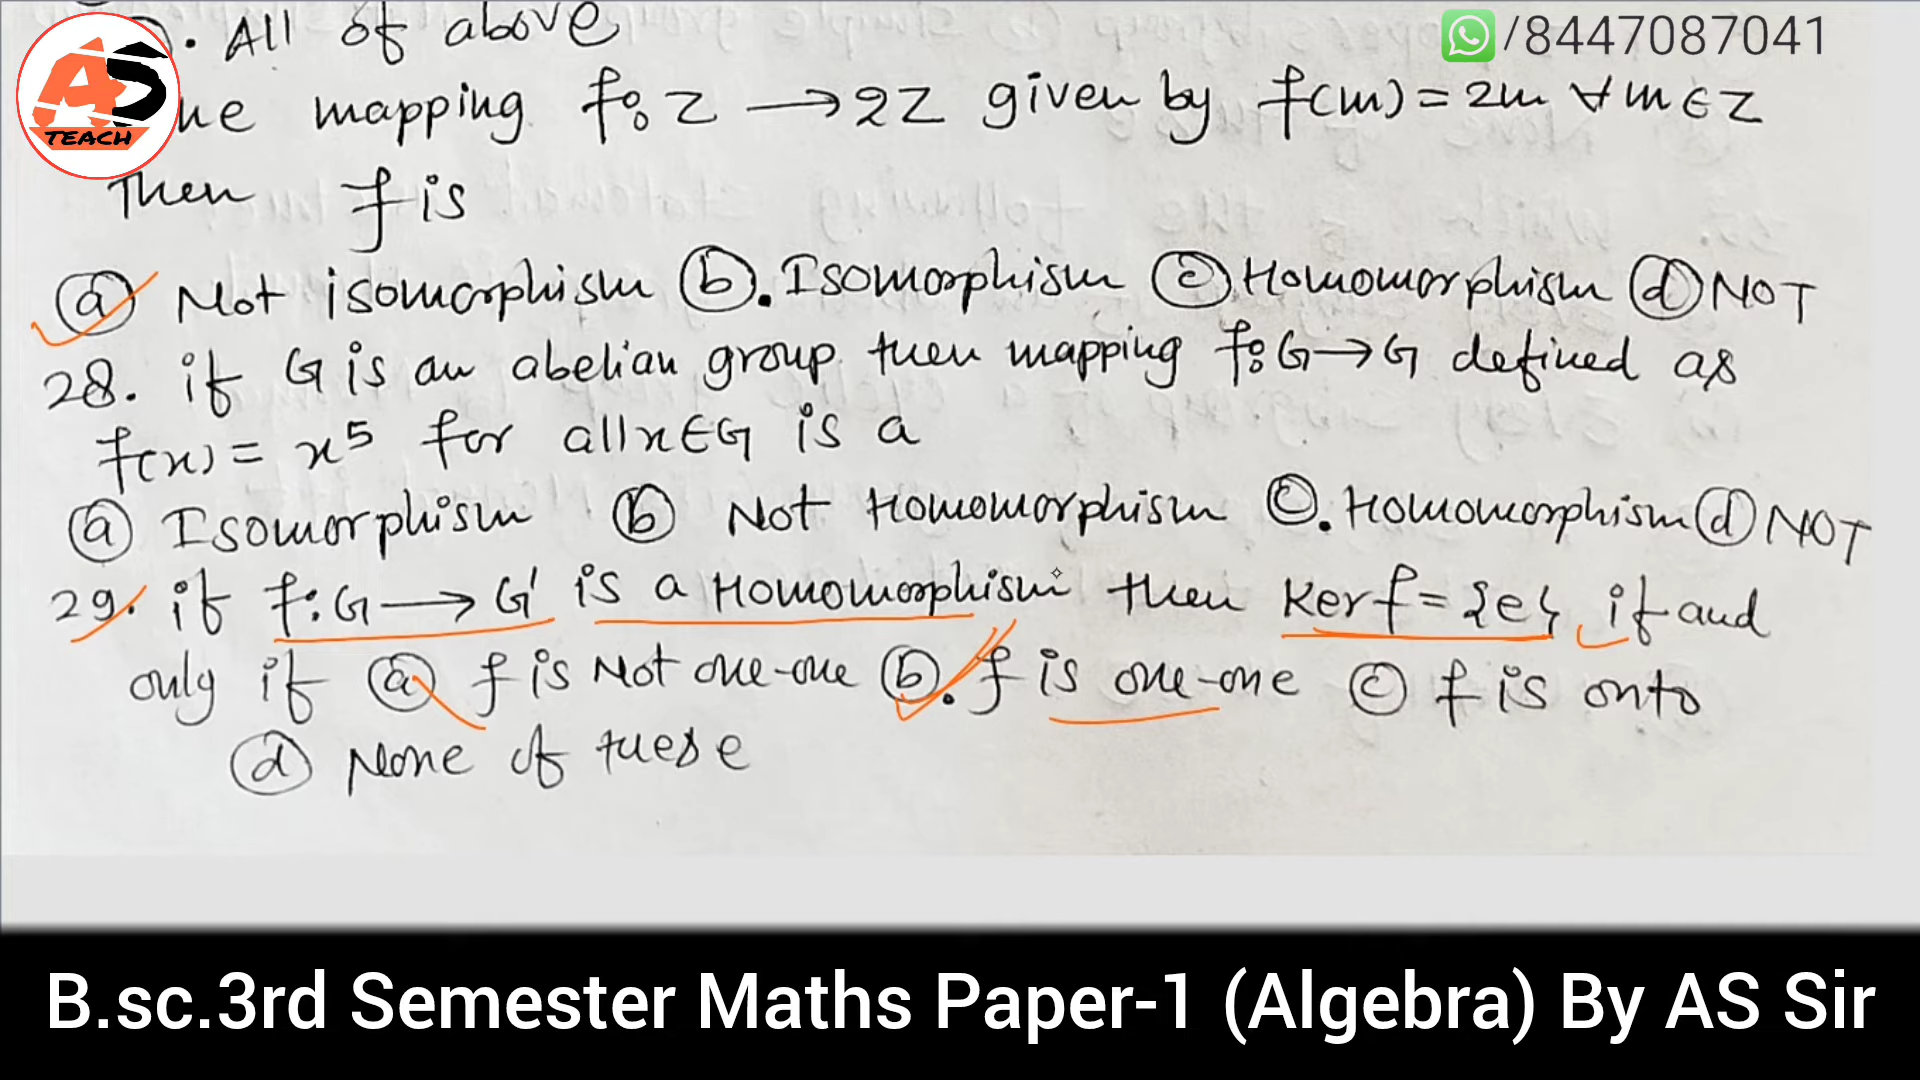 . All of above
/8447087041
AS
TEACH
mapping f: Z → 2Z given by f(m) = 2m ∀ m ∈ Z
Then f is
(a) Not isomorphism (b). Isomorphism (c) Homomorphism (d) NOT
28. if G is an abelian group then mapping f: G → G defined as
f(x) = x⁵ for all x ∈ G is a
(a) Isomorphism (b) Not Homomorphism (c). Homomorphism (d) NOT
29. if f: G → G' is a Homomorphism then Ker f = {e} if and
only if (a) f is Not one-one (b). f is one-one (c) f is onto
(d) None of these
B.sc.3rd Semester Maths Paper-1 (Algebra) By AS Sir